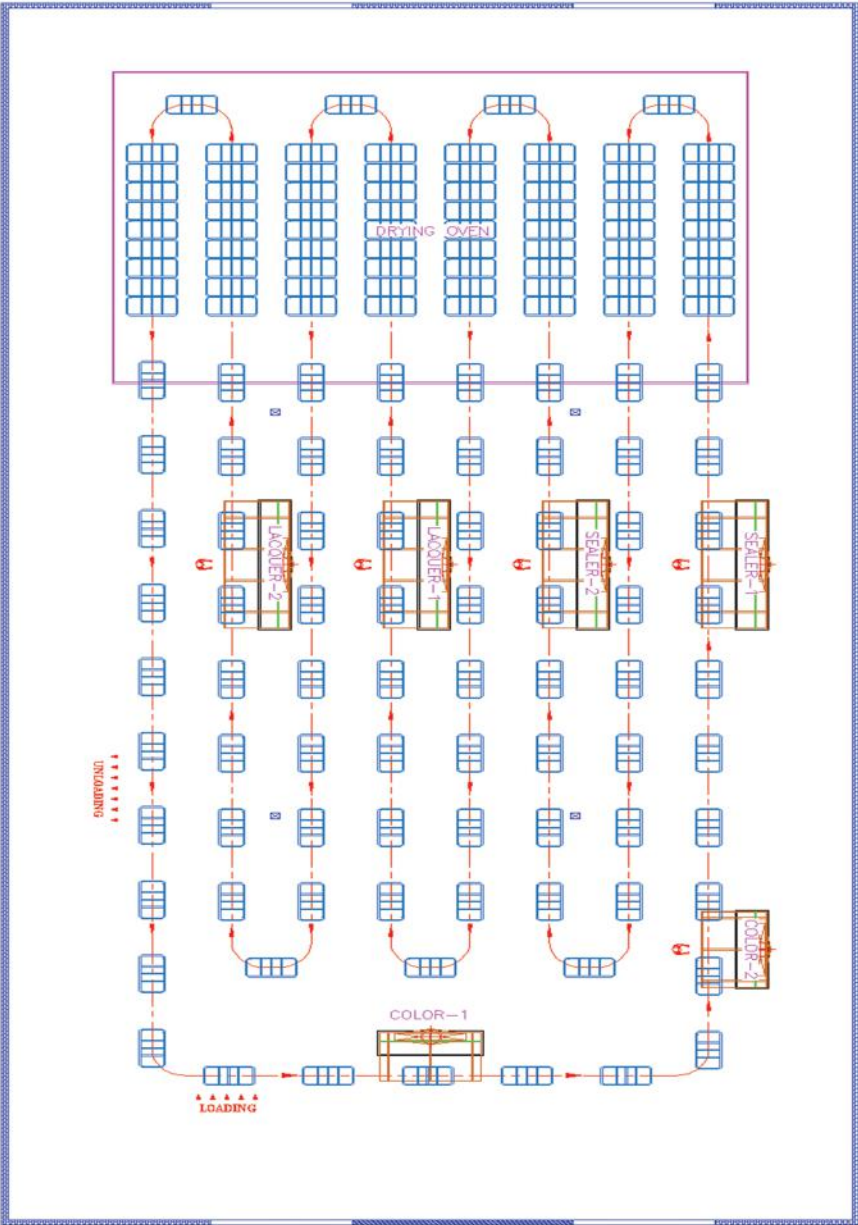 DRYING OVEN
LACQUER-2
LACQUER-1
SEALER-2
SEALER-1
UNLOADING
COLOR-2
COLOR-1
LOADING